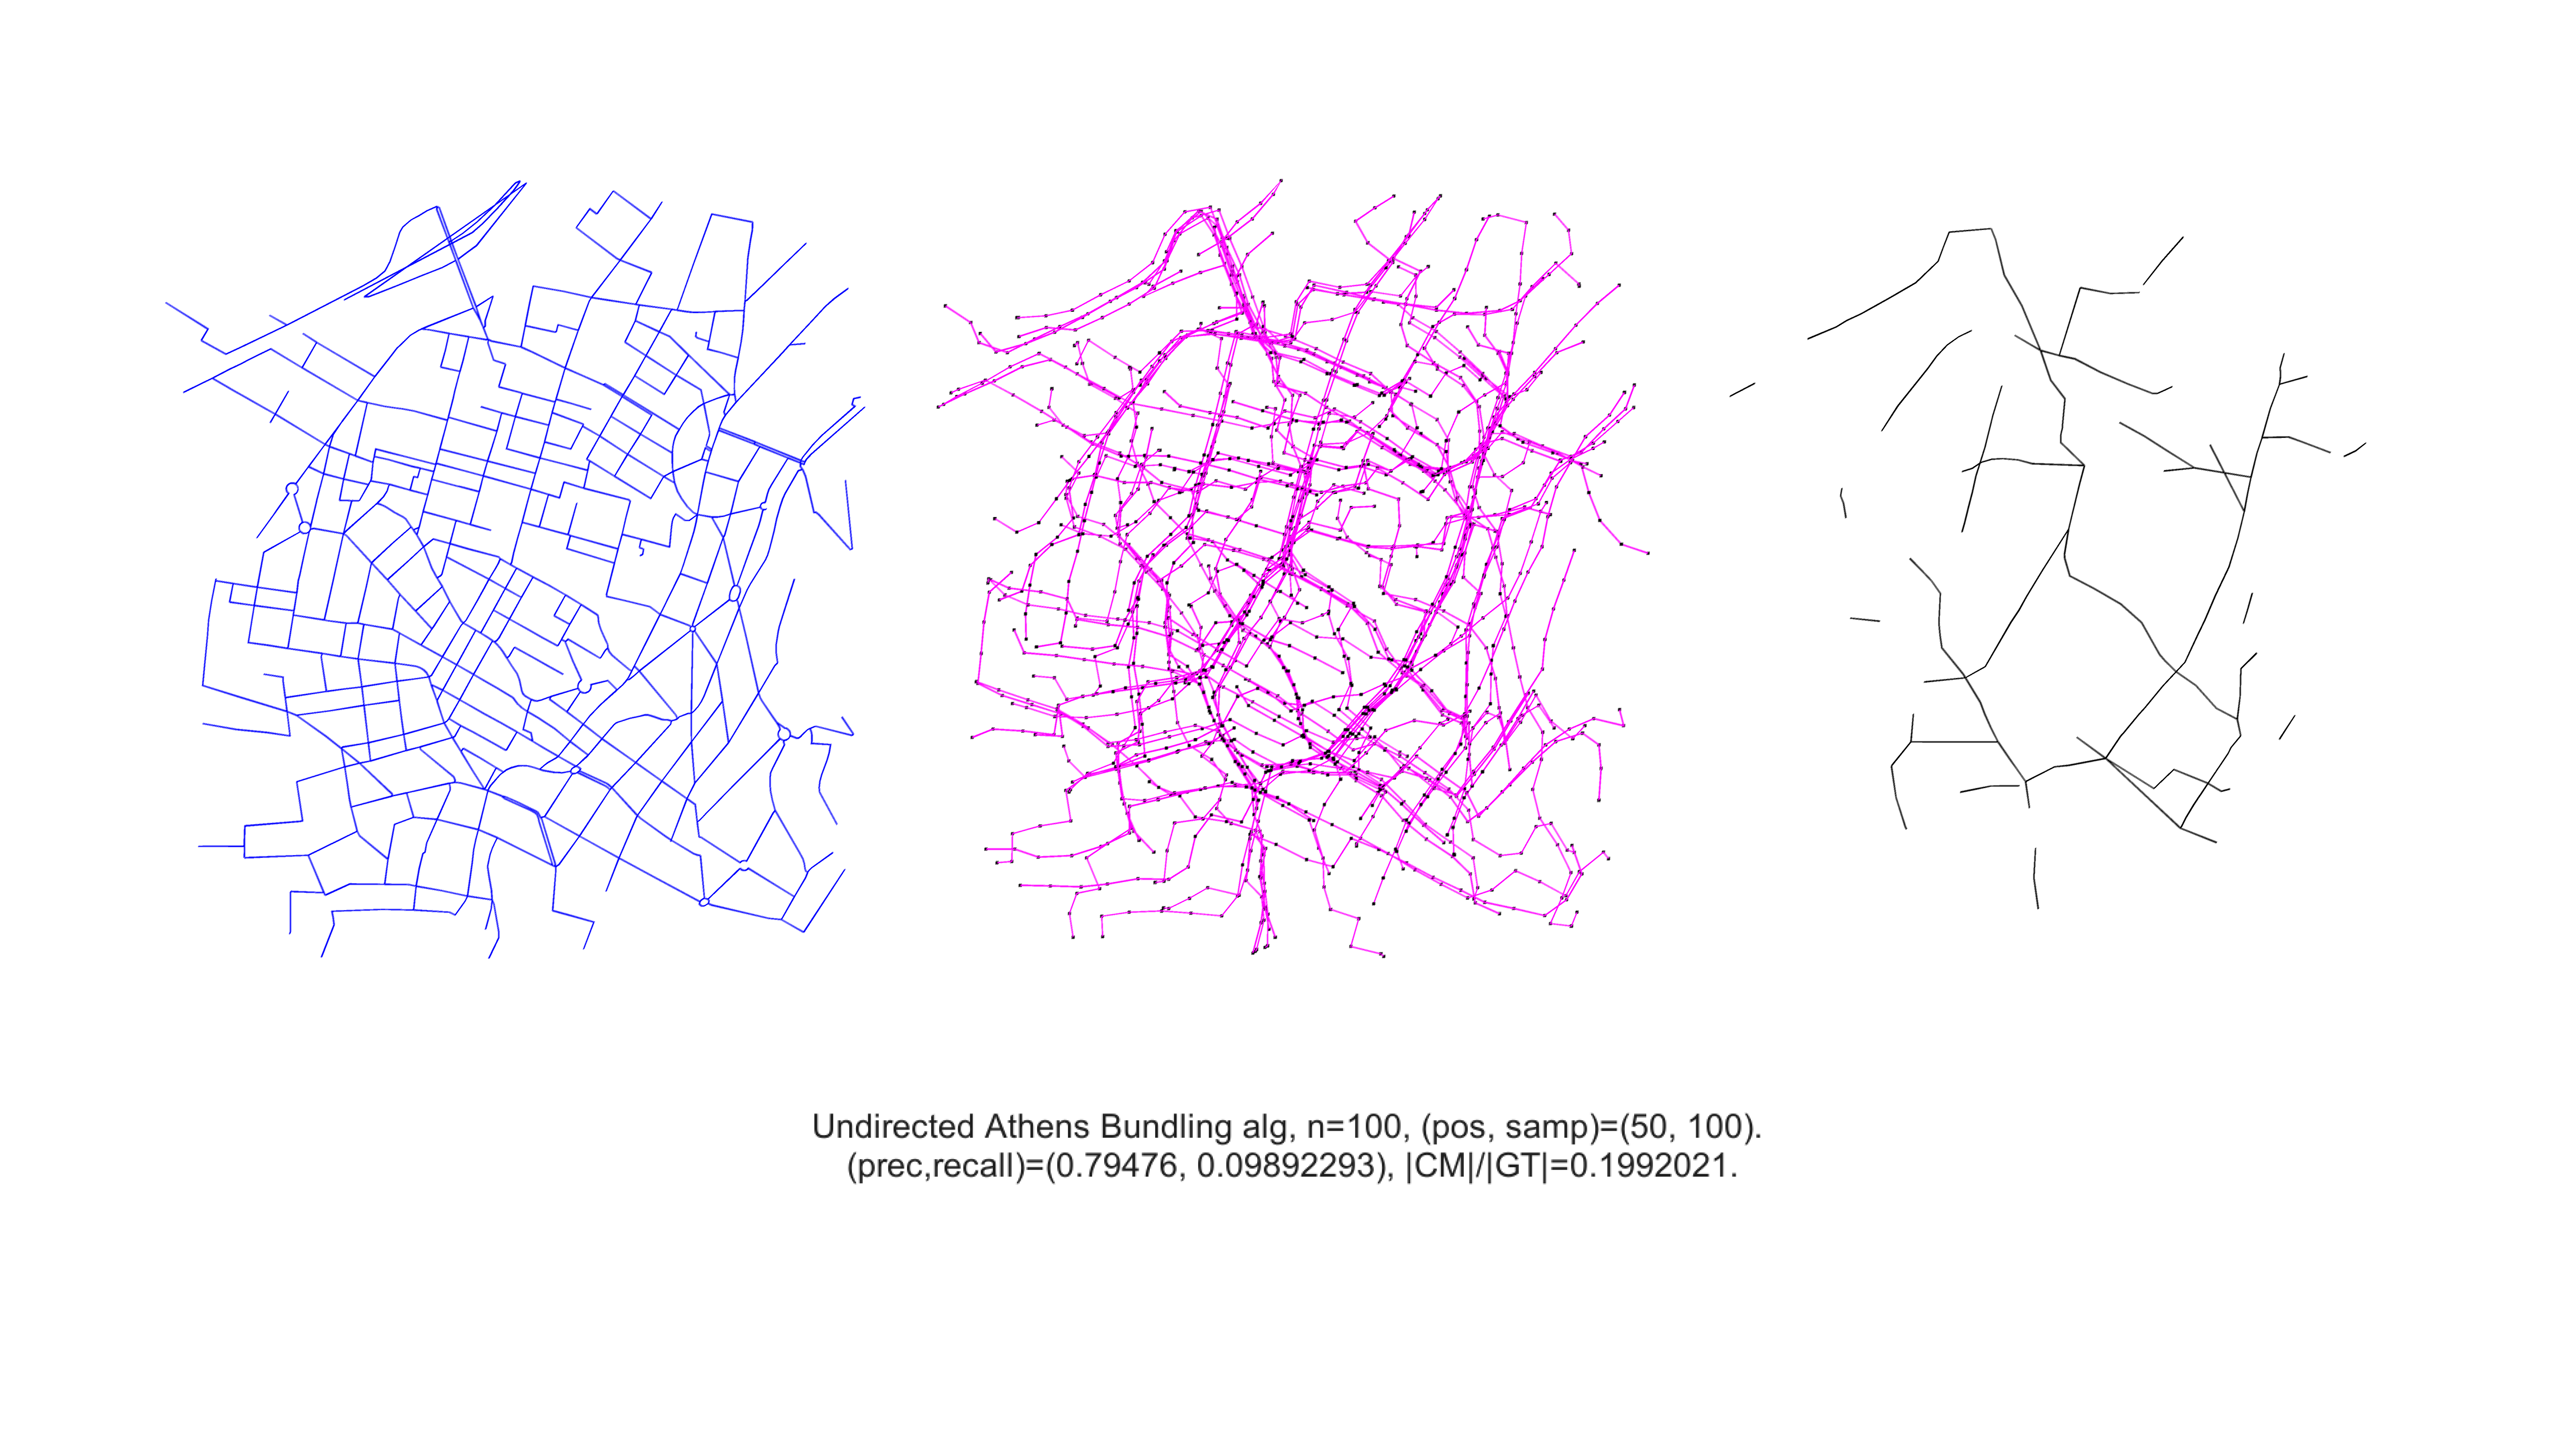 Undirected Athens Bundling alg, n=100, (pos, samp)=(50, 100).
(prec,recall)=(0.79476, 0.09892293), |CM|/|GT|=0.1992021.